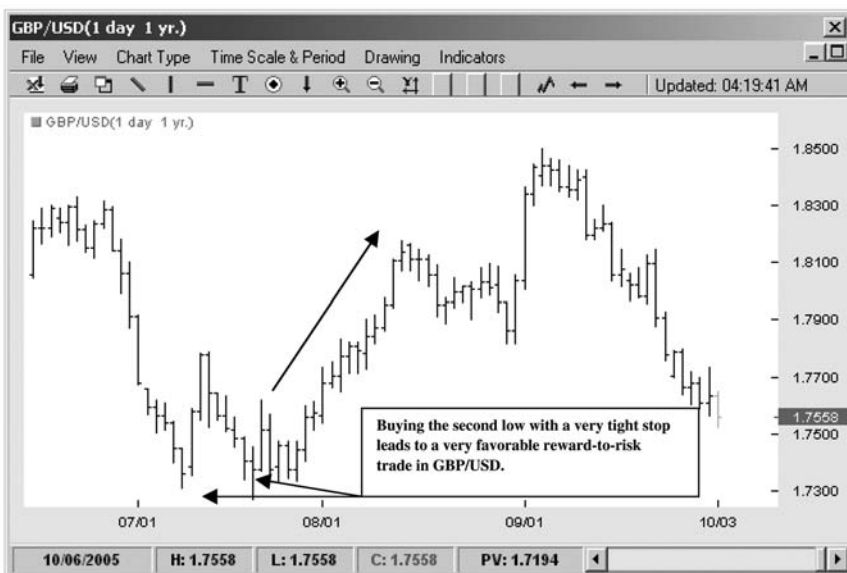 GBP/USD(1 day 1 yr.)
File View Chart Type Time Scale & Period Drawing Indicators
T Updated: 04:19:41 AM
GBP/USD(1 day 1 yr.)
1.8500
1.8300
1.8100
1.7900
1.7700
1.7558
1.7500
1.7300
Buying the second low with a very tight stop
leads to a very favorable reward-to-risk
trade in GBP/USD.
07/01 08/01 09/01 10/03
10/06/2005 H: 1.7558 L: 1.7558 C: 1.7558 PV: 1.7194